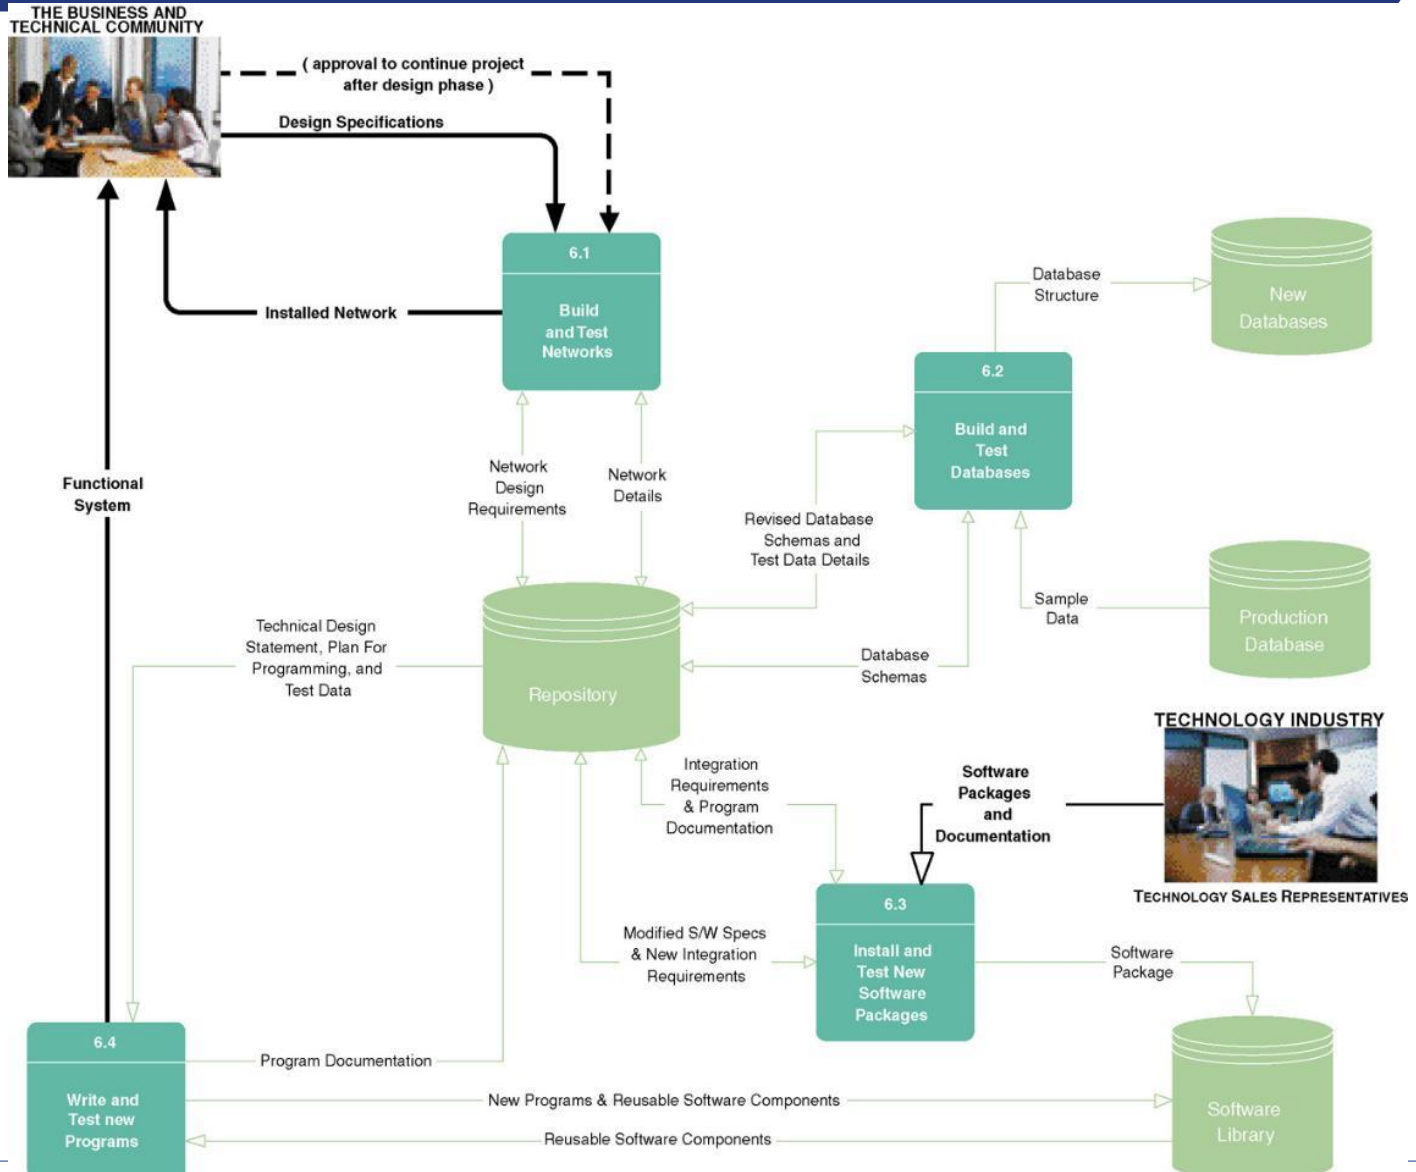 THE BUSINESS AND
TECHNICAL COMMUNITY
( approval to continue project
after design phase )
Design Specifications
6.1
Build
and Test
Networks
Installed Network
Database
Structure
New
Databases
6.2
Build and
Test
Databases
Functional
System
Network
Design
Requirements
Network
Details
Revised Database
Schemas and
Test Data Details
Sample
Data
Production
Database
Technical Design
Statement, Plan For
Programming, and
Test Data
Repository
Database
Schemas
TECHNOLOGY INDUSTRY
TECHNOLOGY SALES REPRESENTATIVES
Integration
Requirements
& Program
Documentation
Software
Packages
and
Documentation
6.3
Install and
Test New
Software
Packages
Modified S/W Specs
& New Integration
Requirements
Software
Package
6.4
Write and
Test new
Programs
Program Documentation
New Programs & Reusable Software Components
Reusable Software Components
Software
Library